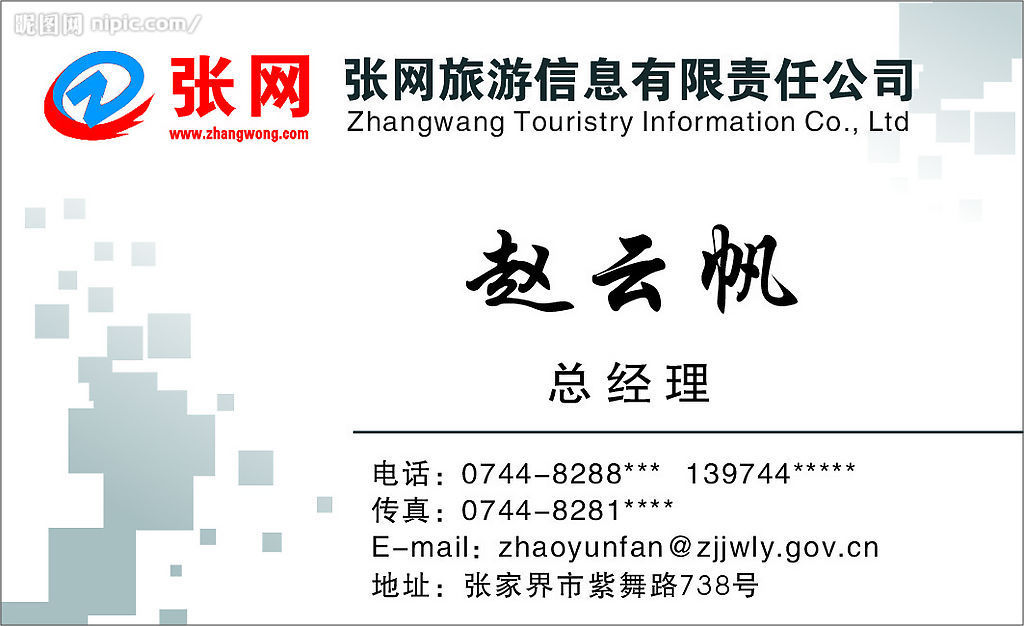 昵图网 nipic.com/
张网
www.zhangwong.com
张网旅游信息有限责任公司
Zhangwang Touristry Information Co., Ltd
赵云帆
总经理
电话：0744-8288*** 139744*****
传真：0744-8281****
E-mail：zhaoyunfan@zjjwly.gov.cn
地址：张家界市紫舞路738号